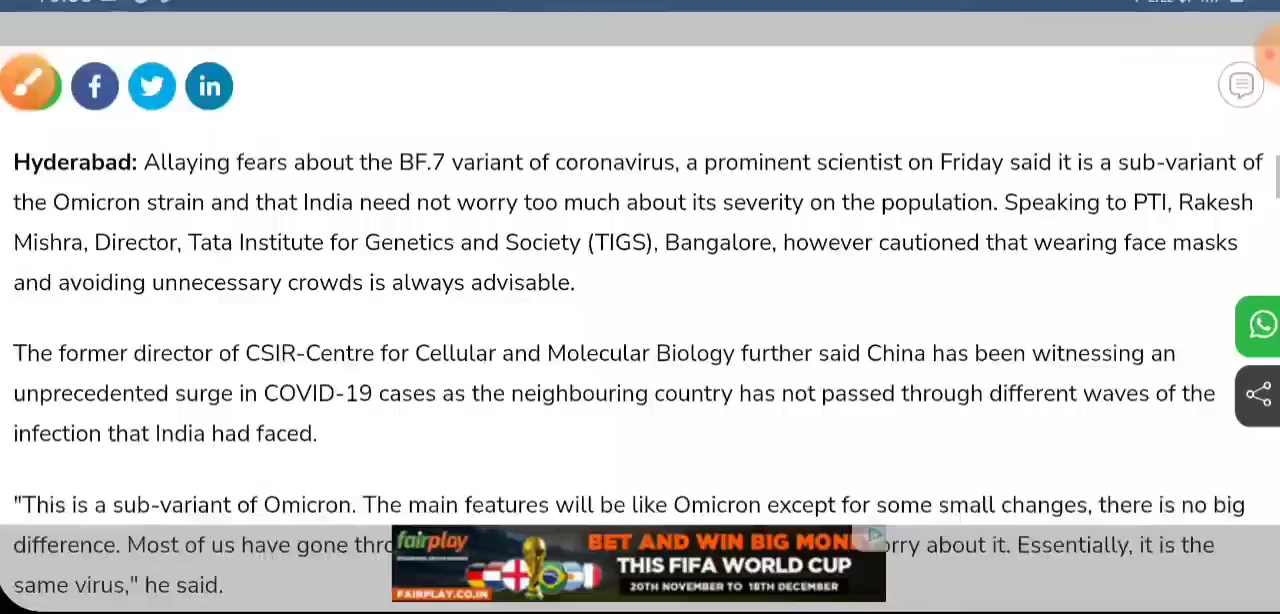 Hyderabad: Allaying fears about the BF.7 variant of coronavirus, a prominent scientist on Friday said it is a sub-variant of
the Omicron strain and that India need not worry too much about its severity on the population. Speaking to PTI, Rakesh
Mishra, Director, Tata Institute for Genetics and Society (TIGS), Bangalore, however cautioned that wearing face masks
and avoiding unnecessary crowds is always advisable.
The former director of CSIR-Centre for Cellular and Molecular Biology further said China has been witnessing an
unprecedented surge in COVID-19 cases as the neighbouring country has not passed through different waves of the
infection that India had faced.
"This is a sub-variant of Omicron. The main features will be like Omicron except for some small changes, there is no big
difference. Most of us have gone about it. Essentially, it is the
same virus," he said.
fairplay
BET AND WIN BIG
THIS FIFA WORLD CUP
20TH NOVEMBER TO 18TH DECEMBER
FAIRPLAY.CO.IN